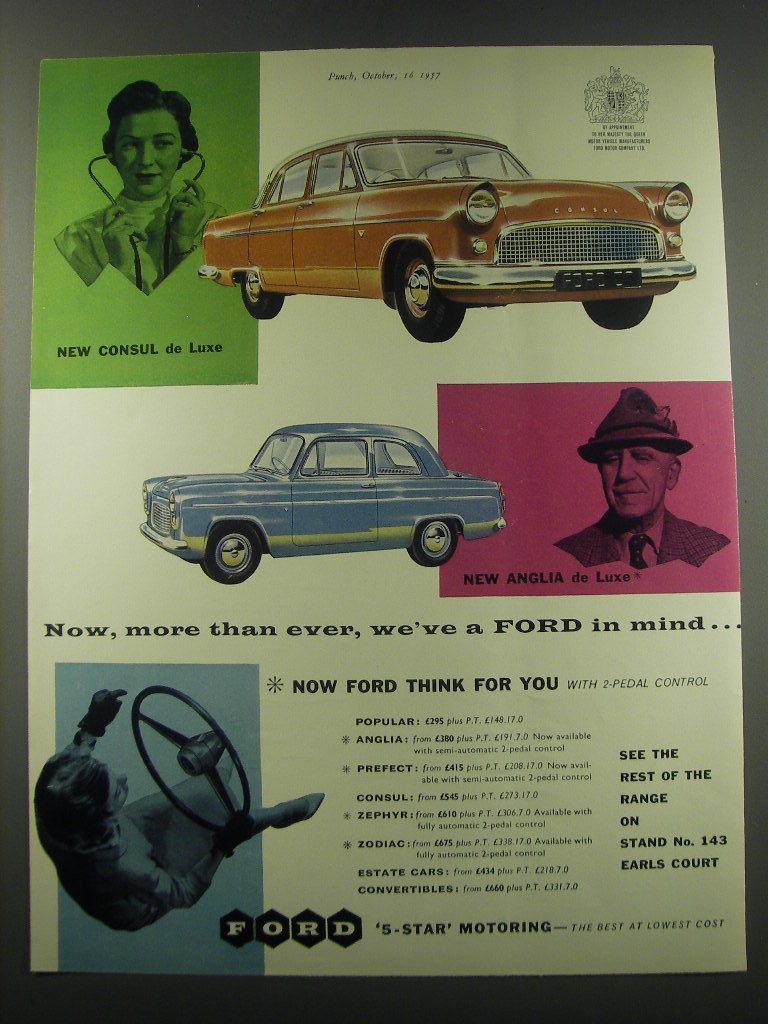 Punch, October, 16 1957
BY APPOINTMENT
TO HER MAJESTY THE QUEEN
MOTOR VEHICLE MANUFACTURERS
FORD MOTOR COMPANY LTD.
CONSUL
NEW CONSUL de Luxe
NEW ANGLIA de Luxe*
Now, more than ever, we've a FORD in mind...
* NOW FORD THINK FOR YOU WITH 2-PEDAL CONTROL
POPULAR: £295 plus P.T. £148.17.0
* ANGLIA: from £380 plus P.T. £191.7.0 Now available
with semi-automatic 2-pedal control
* PREFECT: from £415 plus P.T. £208.17.0 Now avail-
able with semi-automatic 2-pedal control
CONSUL: from £545 plus P.T. £273.17.0
* ZEPHYR: from £610 plus P.T. £306.7.0 Available with
fully automatic 2-pedal control
* ZODIAC: from £675 plus P.T. £338.17.0 Available with
fully automatic 2-pedal control
ESTATE CARS: from £434 plus P.T. £218.7.0
CONVERTIBLES: from £660 plus P.T. £331.7.0
SEE THE
REST OF THE
RANGE
ON
STAND No. 143
EARLS COURT
FORD '5-STAR' MOTORING—THE BEST AT LOWEST COST